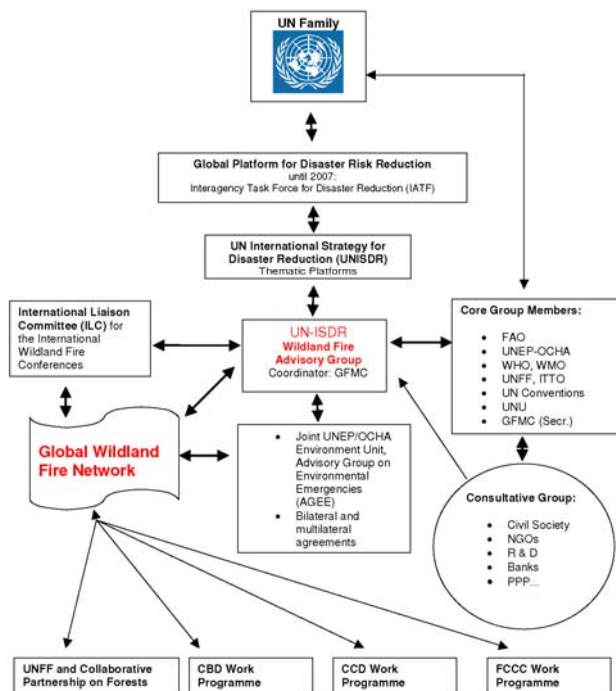 UN Family
Global Platform for Disaster Risk Reduction
until 2007:
Interagency Task Force for Disaster Reduction (IATF)
UN International Strategy for
Disaster Reduction (UNISDR)
Thematic Platforms
International Liaison
Committee (ILC) for
the International
Wildland Fire
Conferences
UN-ISDR
Wildland Fire
Advisory Group
Coordinator: GFMC
Core Group Members:
• FAO
• UNEP-OCHA
• WHO, WMO
• UNFF, ITTO
• UN Conventions
• UNU
• GFMC (Secr.)
Global Wildland
Fire Network
• Joint UNEP/OCHA
Environment Unit,
Advisory Group on
Environmental
Emergencies
(AGEE)
• Bilateral and
multilateral
agreements
Consultative Group:
• Civil Society
• NGOs
• R & D
• Banks
• PPP...
UNFF and Collaborative
Partnership on Forests
CBD Work
Programme
CCD Work
Programme
FCCC Work
Programme